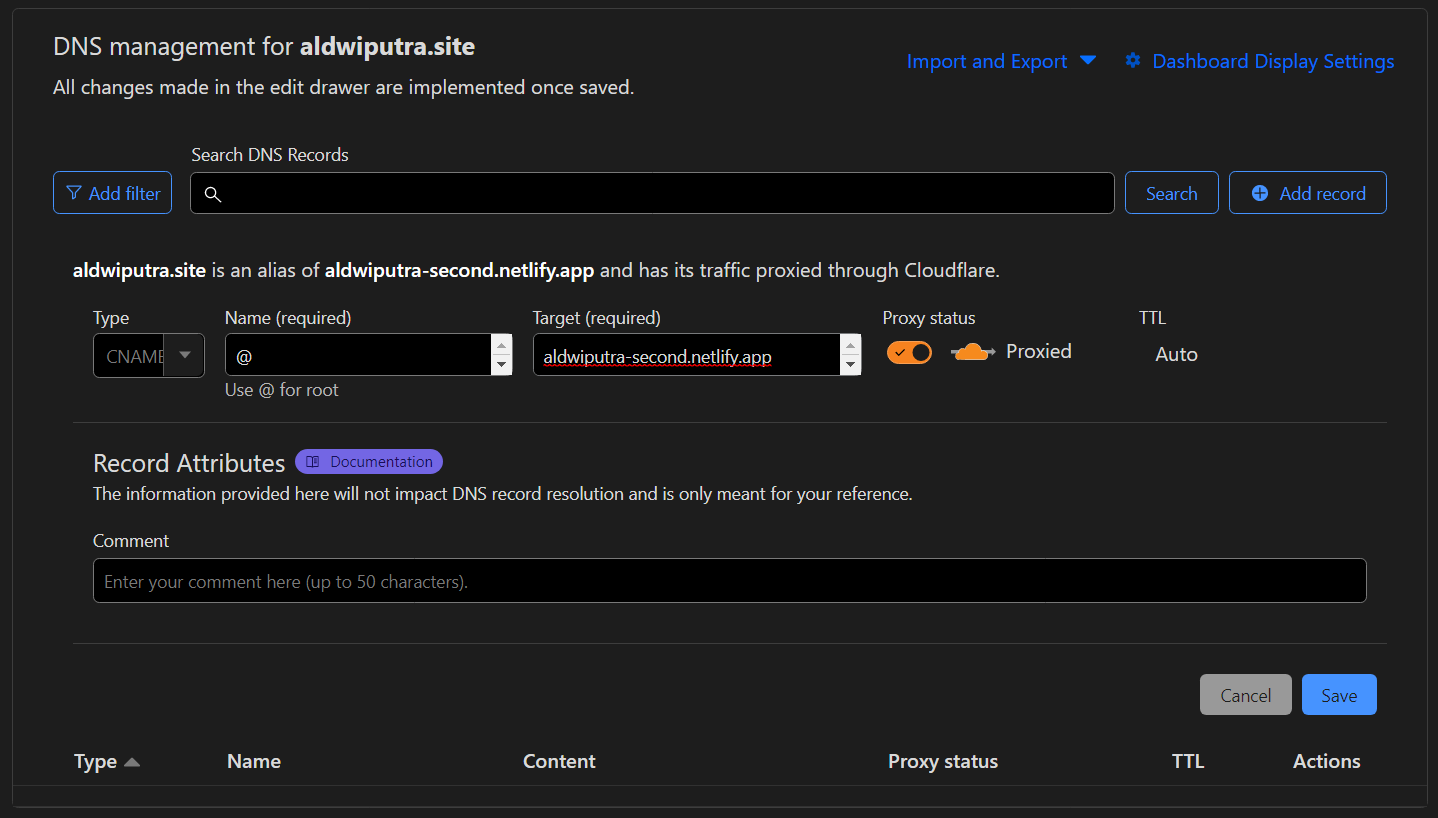 DNS management for aldwiputra.site
All changes made in the edit drawer are implemented once saved.
Import and Export
Dashboard Display Settings
Search DNS Records
Add filter
Search
Add record
aldwiputra.site is an alias of aldwiputra-second.netlify.app and has its traffic proxied through Cloudflare.
Type
Name (required)
Target (required)
Proxy status
TTL
CNAME
@
aldwiputra-second.netlify.app
Proxied
Auto
Use @ for root
Record Attributes
Documentation
The information provided here will not impact DNS record resolution and is only meant for your reference.
Comment
Enter your comment here (up to 50 characters).
Cancel
Save
Type
Name
Content
Proxy status
TTL
Actions